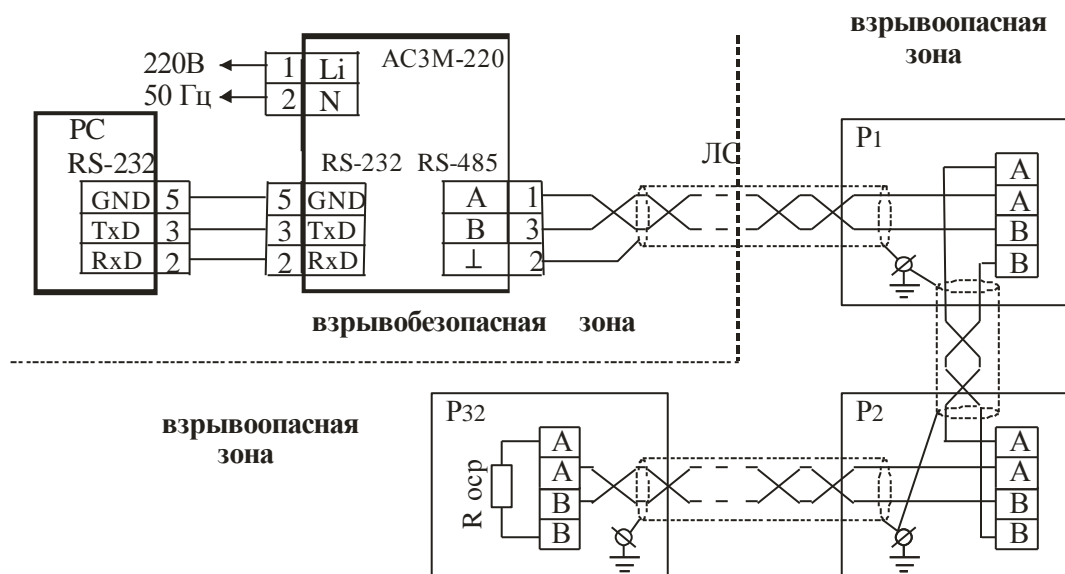 взрывоопасная
зона
220В
50 Гц
1 Li
2 N
АС3М-220
PC
RS-232
GND 5
TxD 3
RxD 2
RS-232 RS-485
5 GND
3 TxD
2 RxD
A 1
B 3
⊥ 2
ЛС
P1
A
A
B
B
взрывобезопасная зона
взрывоопасная
зона
P32
R оср
A
A
B
B
P2
A
A
B
B